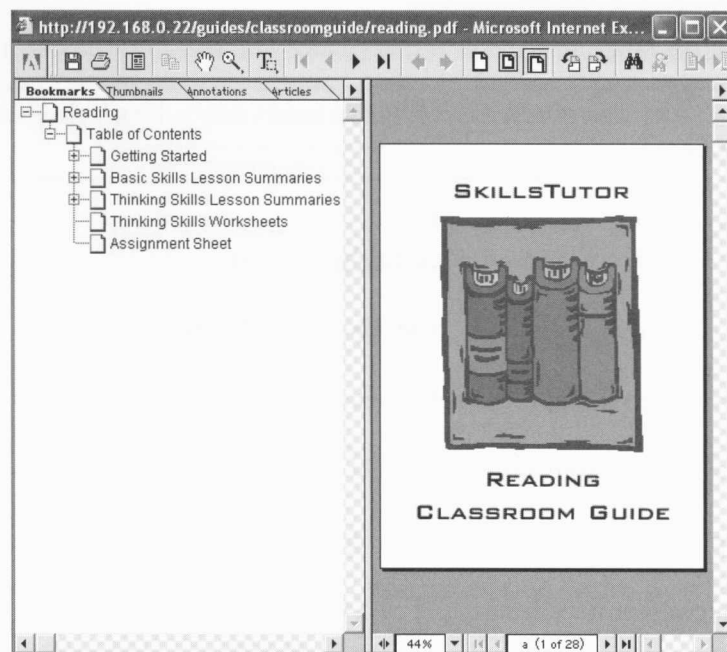 http://192.168.0.22/guides/classroomguide/reading.pdf - Microsoft Internet Ex...
Bookmarks Thumbnails Annotations Articles
Reading
Table of Contents
Getting Started
Basic Skills Lesson Summaries
Thinking Skills Lesson Summaries
Thinking Skills Worksheets
Assignment Sheet
SkillsTutor
Reading
Classroom Guide
44% a (1 of 28)